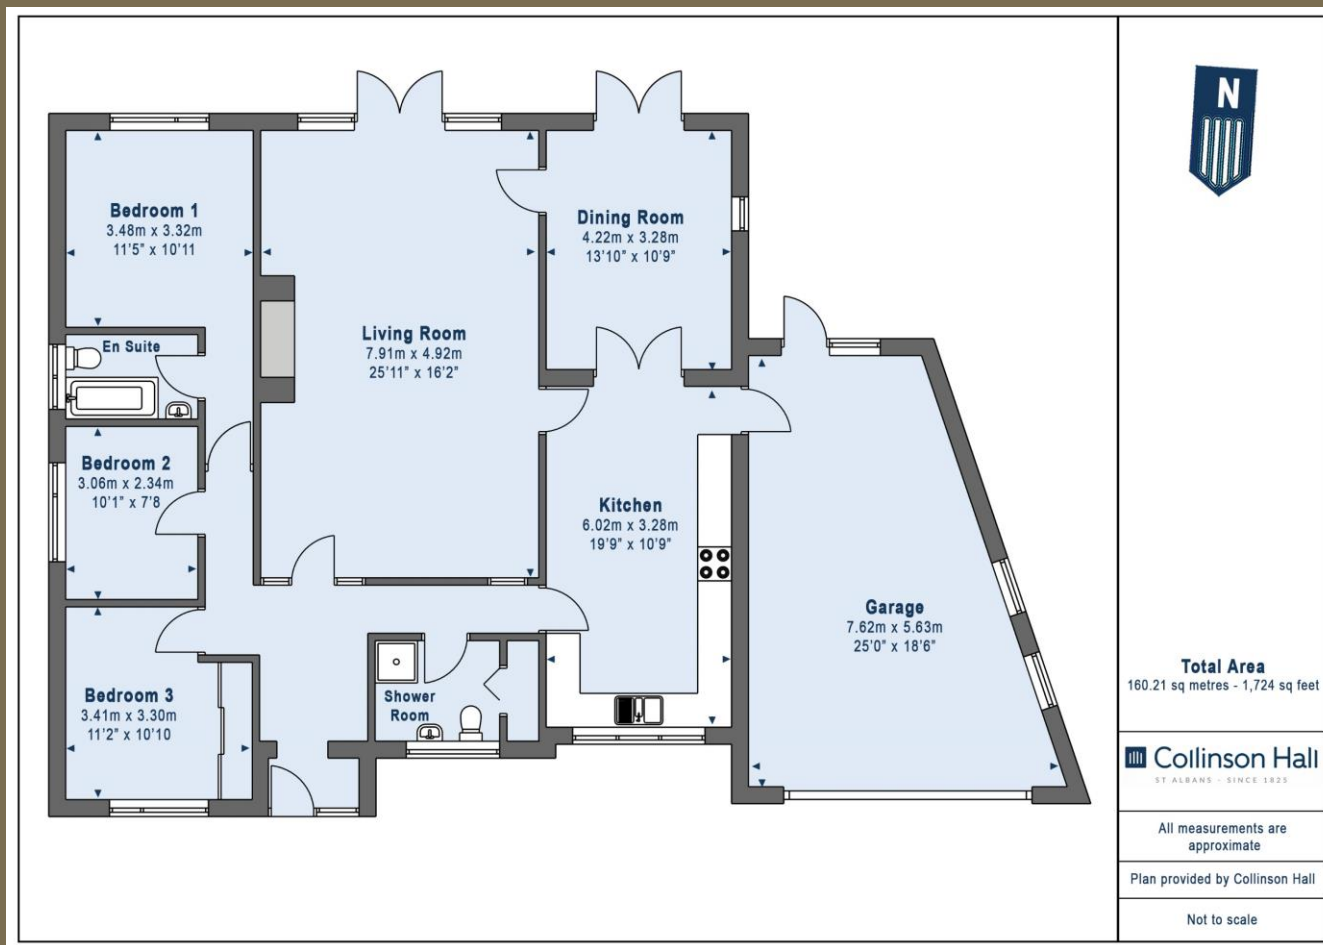 Bedroom 1
3.48m x 3.32m
11'5" x 10'11
Living Room
7.91m x 4.92m
25'11" x 16'2"
Dining Room
4.22m x 3.28m
13'10" x 10'9"
En Suite
Bedroom 2
3.06m x 2.34m
10'1" x 7'8
Kitchen
6.02m x 3.28m
19'9" x 10'9"
Garage
7.62m x 5.63m
25'0" x 18'6"
Bedroom 3
3.41m x 3.30m
11'2" x 10'10
Shower
Room
N
Total Area
160.21 sq metres - 1,724 sq feet
Collinson Hall
ST ALBANS - SINCE 1825
All measurements are
approximate
Plan provided by Collinson Hall
Not to scale